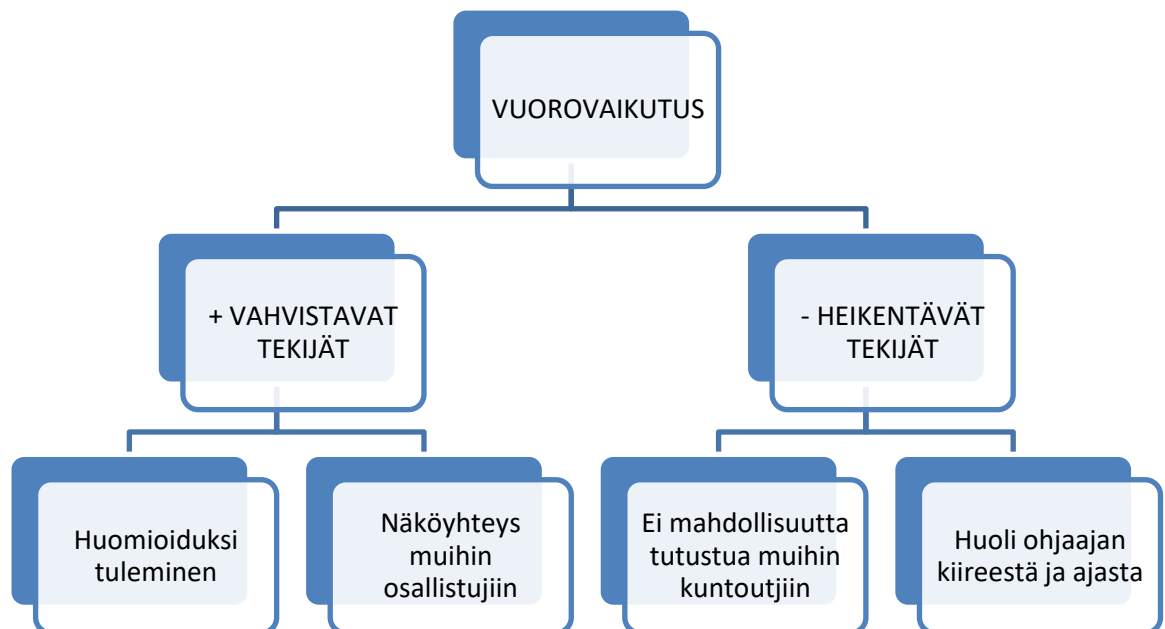 VUOROVAIKUTUS
+ VAHVISTAVAT
TEKIJÄT
- HEIKENTÄVÄT
TEKIJÄT
Huomioiduksi
tuleminen
Näköyhteys
muihin
osallistujiin
Ei mahdollisuutta
tutustua muihin
kuntoutjiin
Huoli ohjaajan
kiireestä ja ajasta